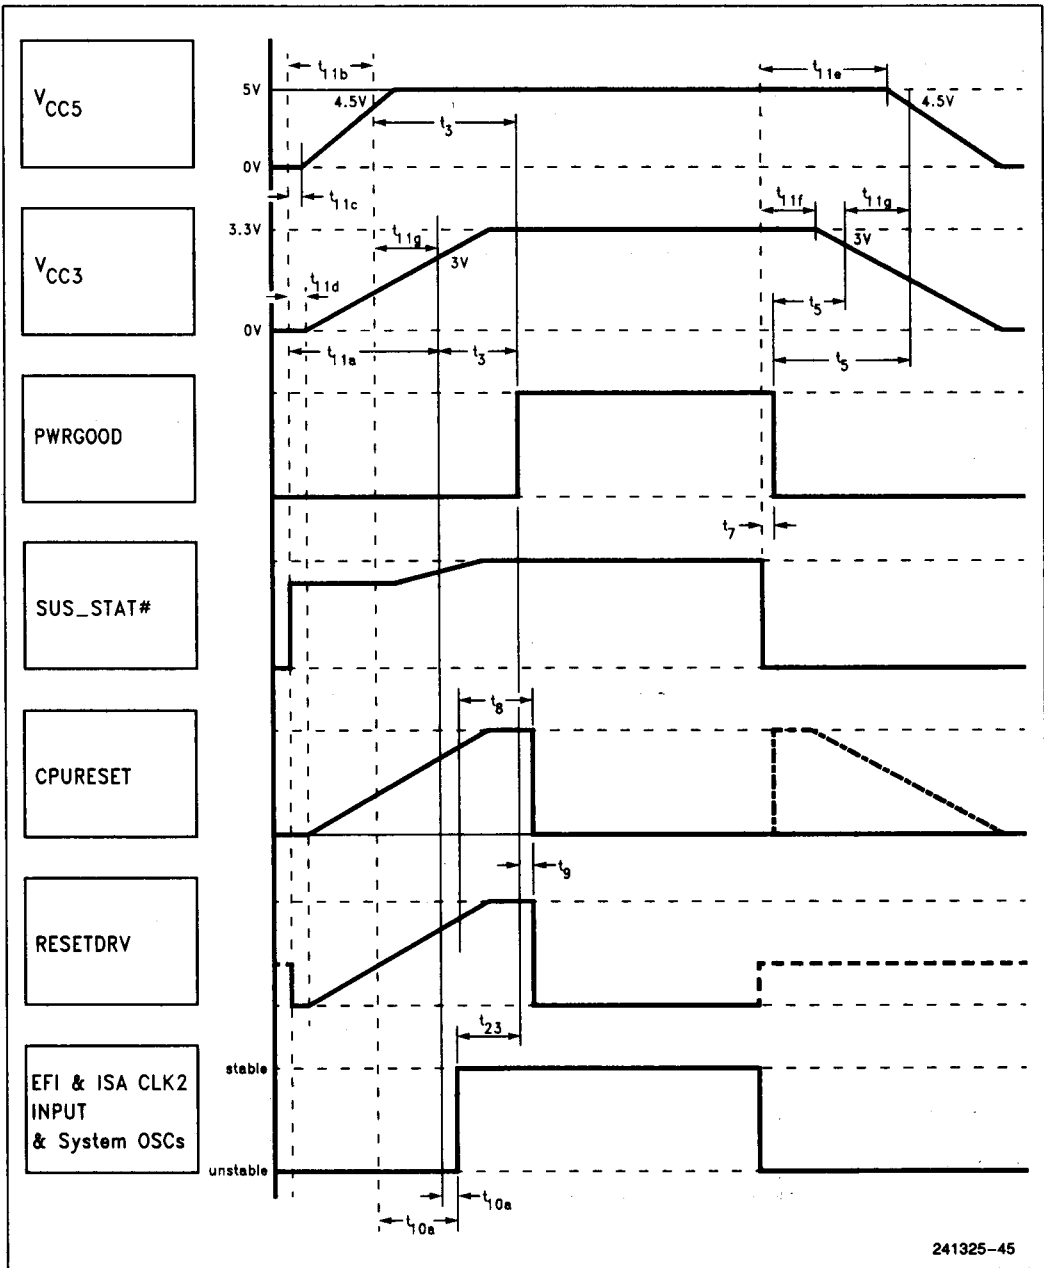 t11b
t11e
VCC5
5V
4.5V
4.5V
t3
0V
t11c
t11f
t11g
VCC3
3.3V
t11g
3V
3V
t11d
t5
0V
t11a
t3
t5
PWRGOOD
t7
SUS_STAT#
t8
CPURESET
t9
RESETDRV
t23
EFI & ISA CLK2
INPUT
& System OSCs
stable
unstable
t10a
t10a
241325-45